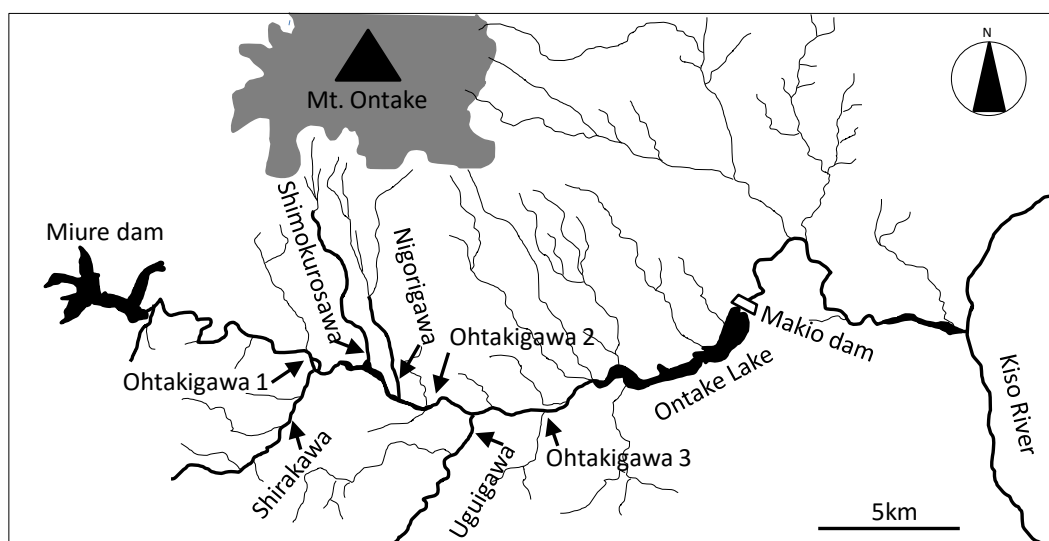 N
Mt. Ontake
Shimokurosawa
Nigorigawa
Miure dam
Ohtakigawa 2
Makio dam
Ohtakigawa 1
Ontake Lake
Kiso River
Shirakawa
Uguigawa
Ohtakigawa 3
5km